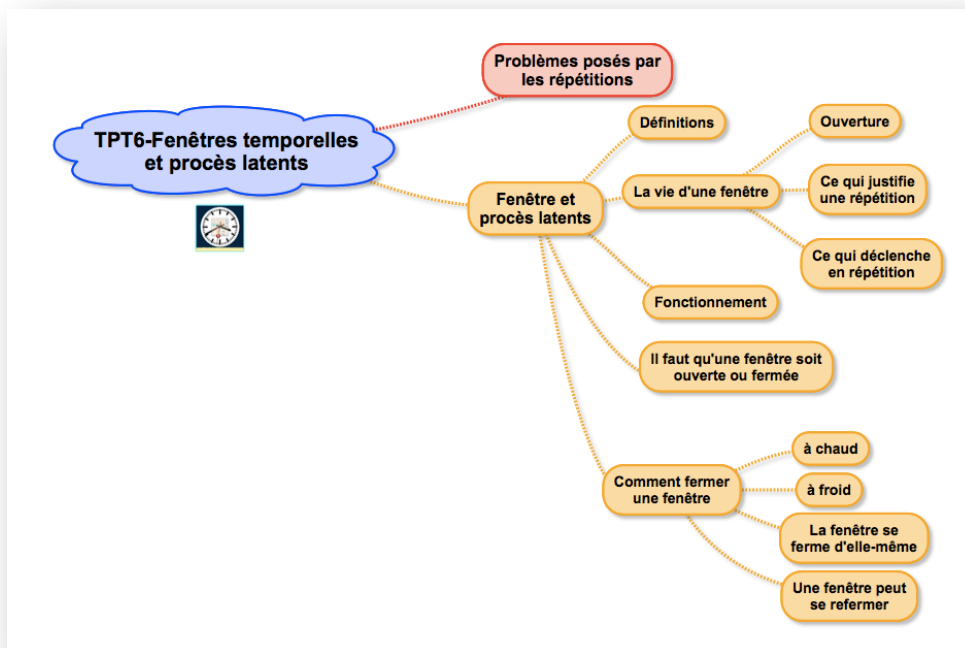 Problèmes posés par
les répétitions
TPT6-Fenêtres temporelles
et procès latents
Définitions
Ouverture
Fenêtre et
procès latents
La vie d'une fenêtre
Ce qui justifie
une répétition
Ce qui déclenche
en répétition
Fonctionnement
Il faut qu'une fenêtre soit
ouverte ou fermée
Comment fermer
une fenêtre
à chaud
à froid
La fenêtre se
ferme d'elle-même
Une fenêtre peut
se refermer